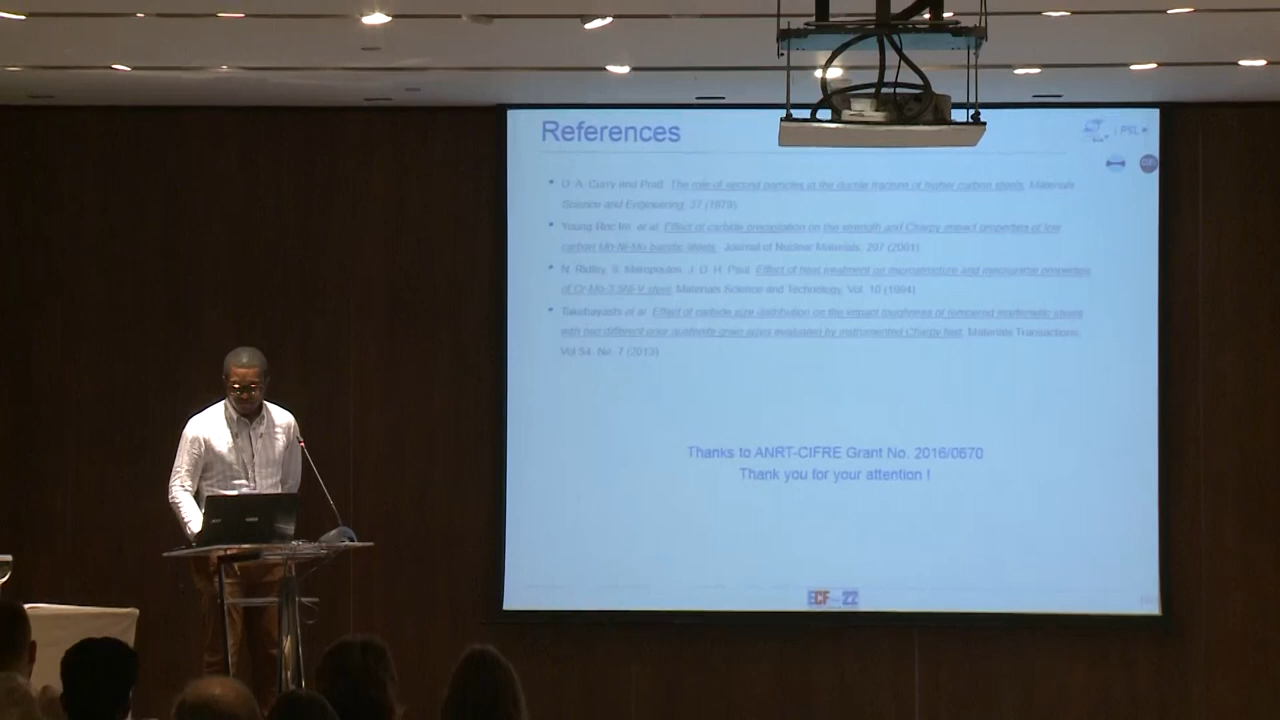 References
PSL
• D. A. Curry and Pratt. The role of second particles in the ductile fracture of higher carbon steels, Materials
Science and Engineering, 37 (1979)
• Young Roc Im. et al. Effect of carbide precipitation on the strength and Charpy impact properties of low
carbon Mn-Ni-Mo bainitic steels. Journal of Nuclear Materials, 297 (2001)
• N. Ridley, S. Maropoulos, J. D. H. Paul. Effect of heat treatment on microstructure and mechanical properties
of Cr-Mo-3.5Ni-V steel. Materials Science and Technology, Vol. 10 (1994)
• Takebayashi et al. Effect of carbide size distribution on the impact toughness of tempered martensitic steels
with two different prior austenite grain sizes evaluated by instrumented Charpy test, Materials Transactions,
Vol 54, No. 7 (2013)
Thanks to ANRT-CIFRE Grant No. 2016/0670
Thank you for your attention !
ECF 22